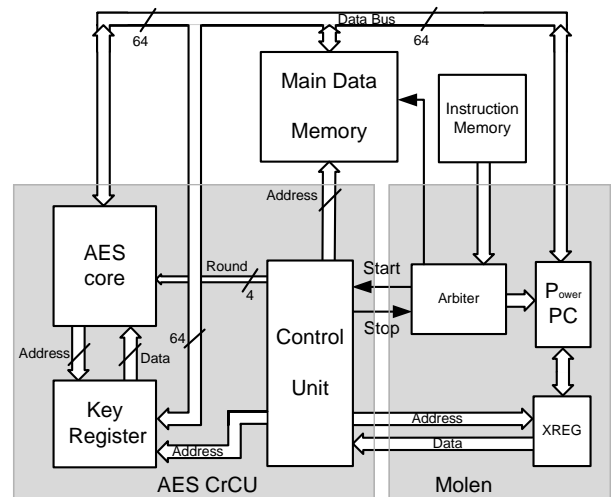 Data Bus
64
64
Main Data
Memory
Instruction
Memory
Address
AES
core
Round
4
Start
Stop
Arbiter
Power
PC
Address
Data
64
Control
Unit
Key
Register
Address
Address
Data
XREG
AES CrCU
Molen